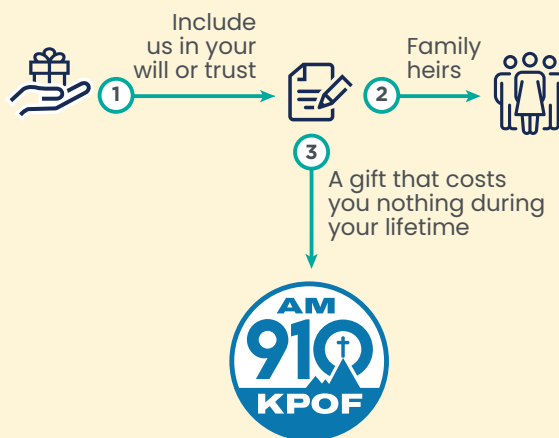 Include
us in your
will or trust
1
Family
heirs
2
3
A gift that costs
you nothing during
your lifetime
AM
910
KPOF